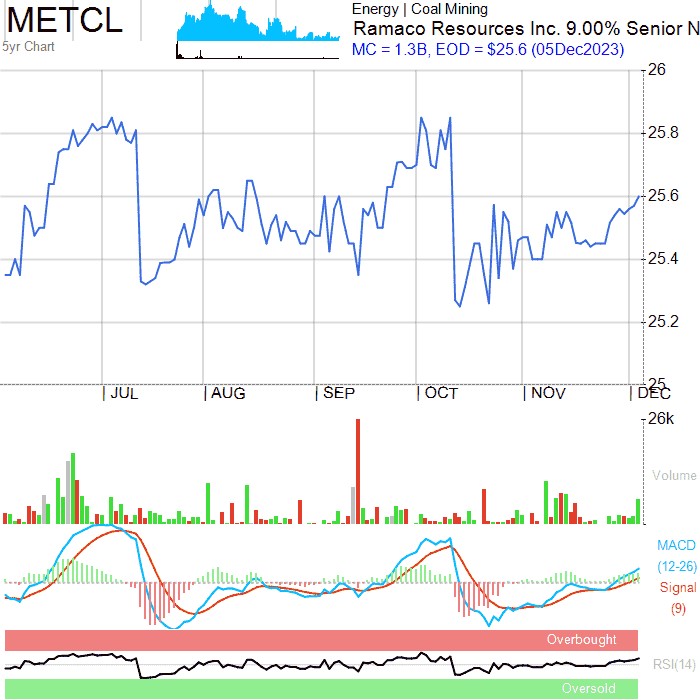 METCL
5yr Chart
Energy | Coal Mining
Ramaco Resources Inc. 9.00% Senior N
MC = 1.3B, EOD = $25.6 (05Dec2023)
26
25.8
25.6
25.4
25.2
25
JUL AUG SEP OCT NOV DEC
26k
Volume
MACD
(12-26)
Signal
(9)
Overbought
RSI(14)
Oversold